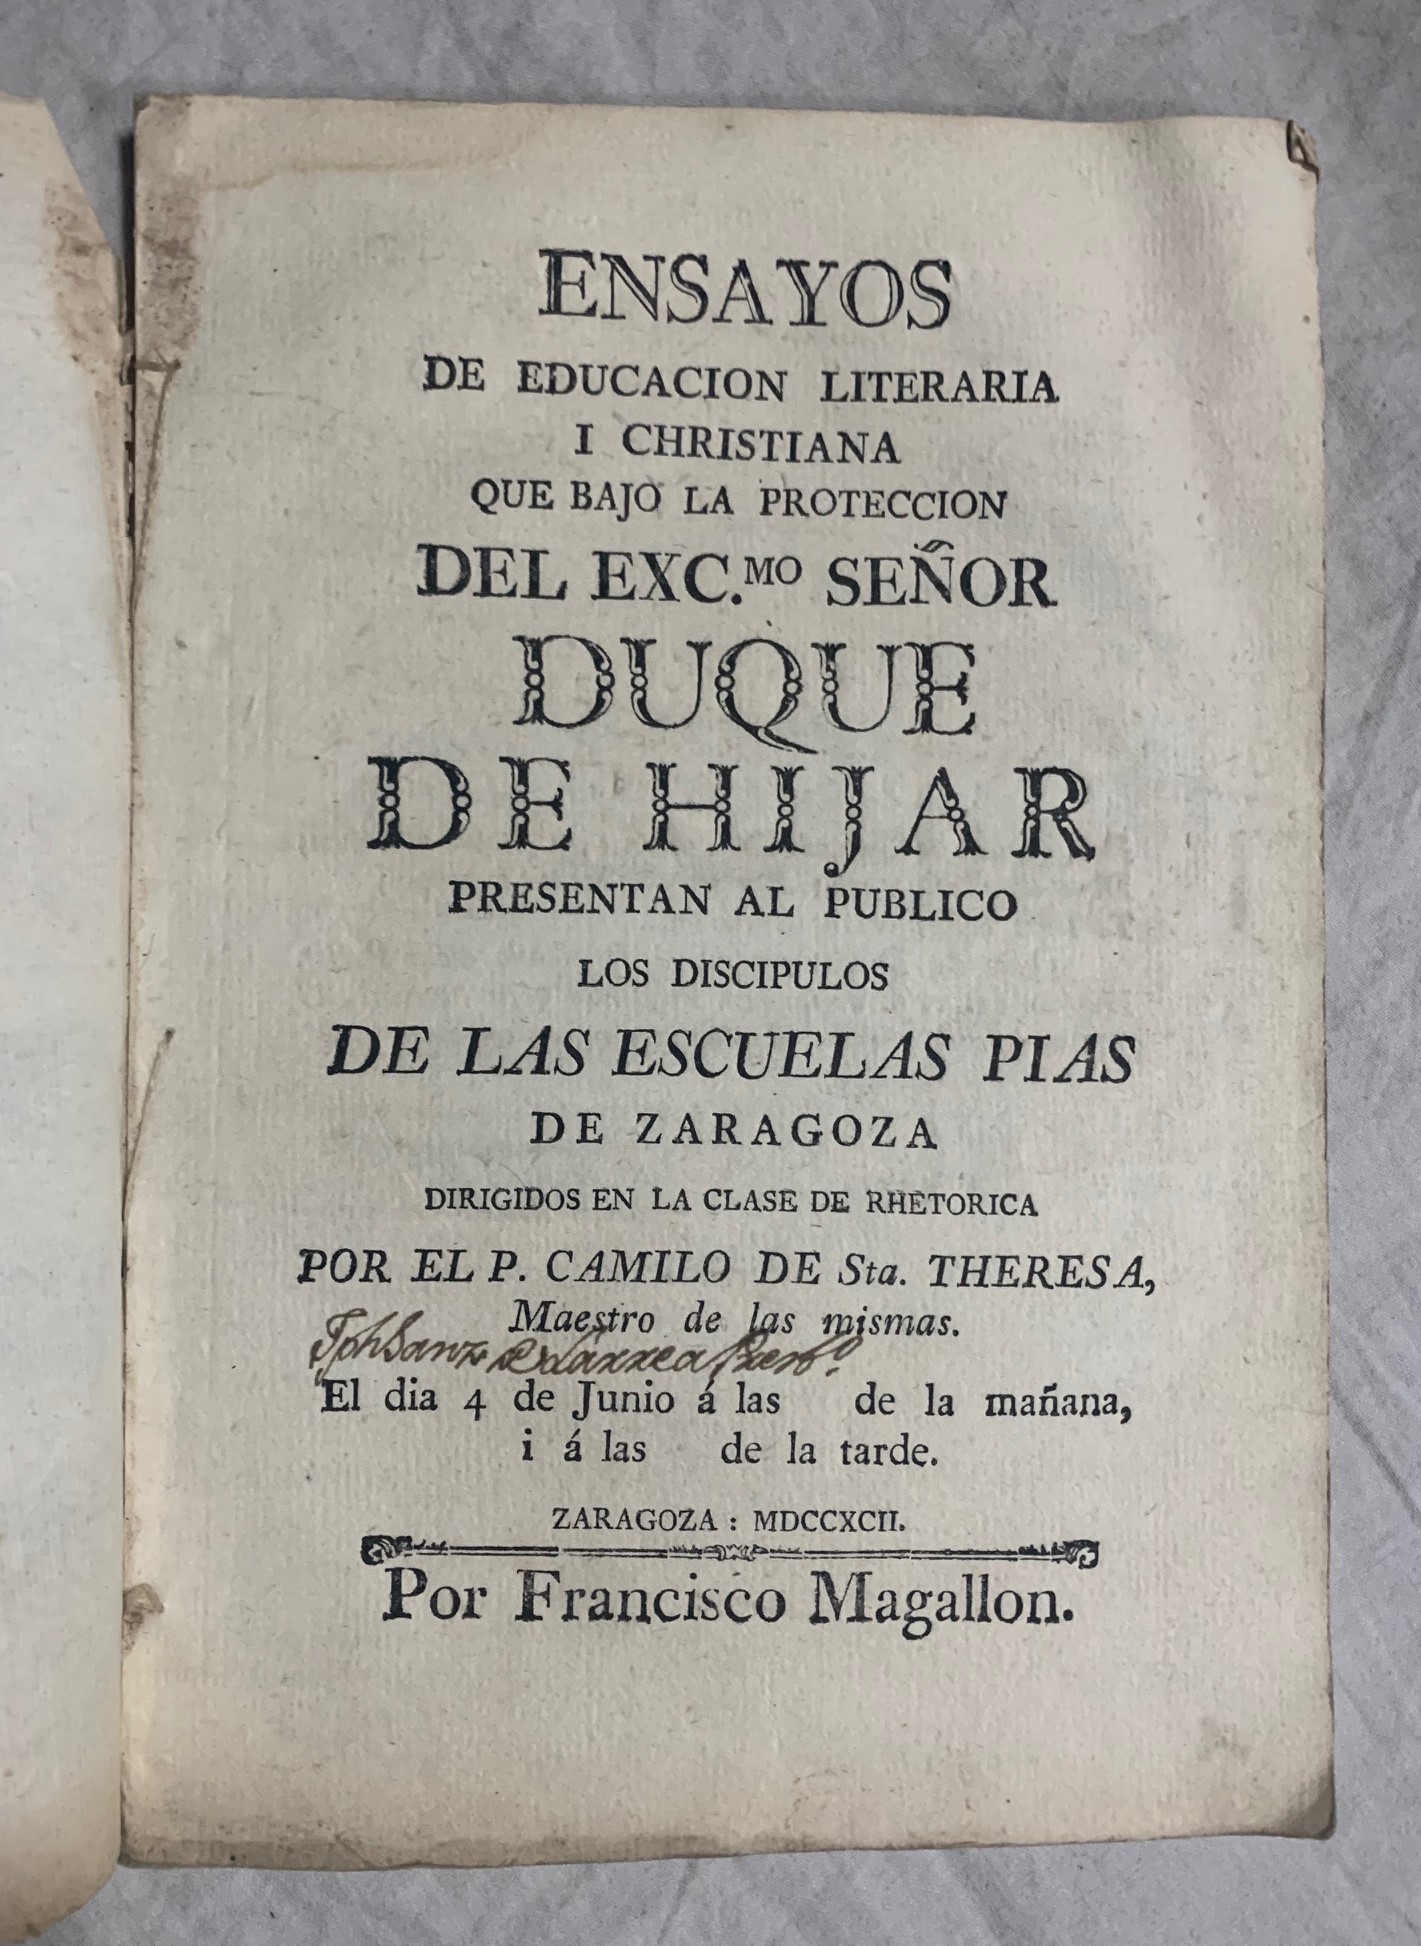 ENSAYOS
DE EDUCACION LITERARIA
I CHRISTIANA
QUE BAJO LA PROTECCION
DEL EXC.MO SEÑOR
DUQUE
DE HIJAR
PRESENTAN AL PUBLICO
LOS DISCIPULOS
DE LAS ESCUELAS PIAS
DE ZARAGOZA
DIRIGIDOS EN LA CLASE DE RHETORICA
POR EL P. CAMILO DE Sta. THERESA,
Maestro de las mismas.
Sanz de Larrea
El dia 4 de Junio á las de la mañana,
i á las de la tarde.
ZARAGOZA : MDCCXCII.
Por Francisco Magallon.